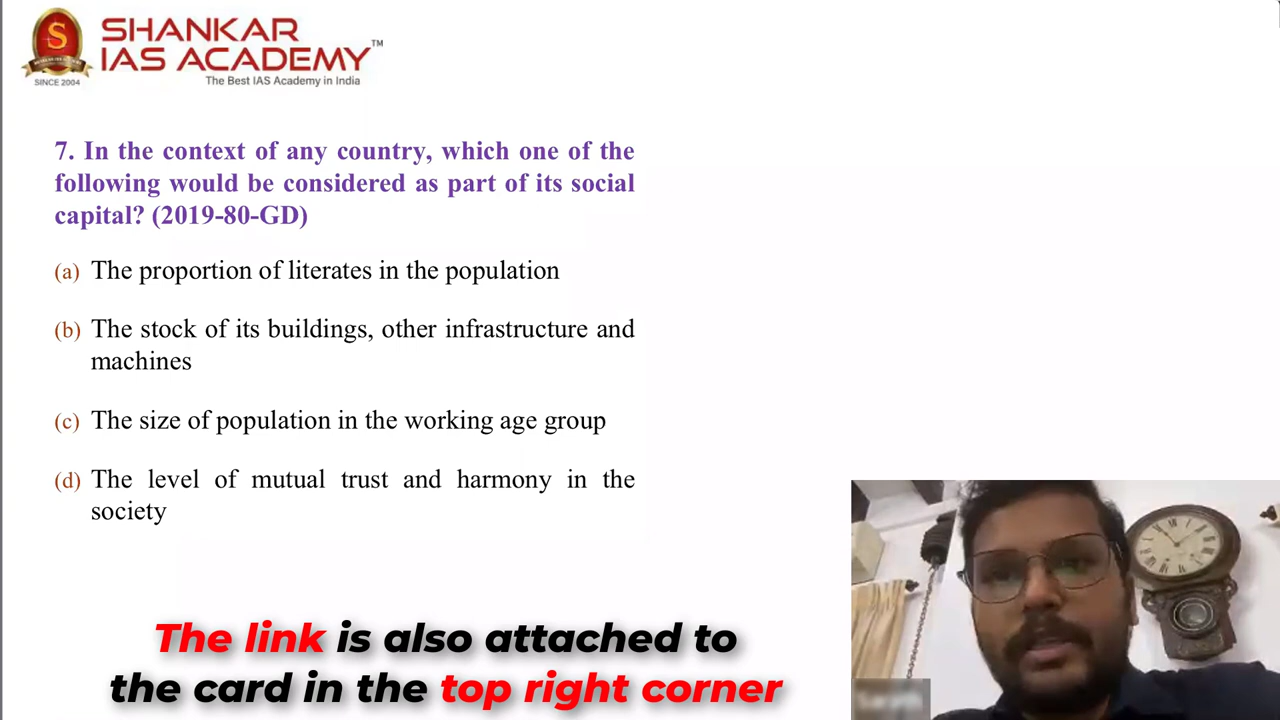 SHANKAR
IAS ACADEMY™
The Best IAS Academy in India
SINCE 2004
7. In the context of any country, which one of the
following would be considered as part of its social
capital? (2019-80-GD)
(a) The proportion of literates in the population
(b) The stock of its buildings, other infrastructure and
machines
(c) The size of population in the working age group
(d) The level of mutual trust and harmony in the
society
The link is also attached to
the card in the top right corner